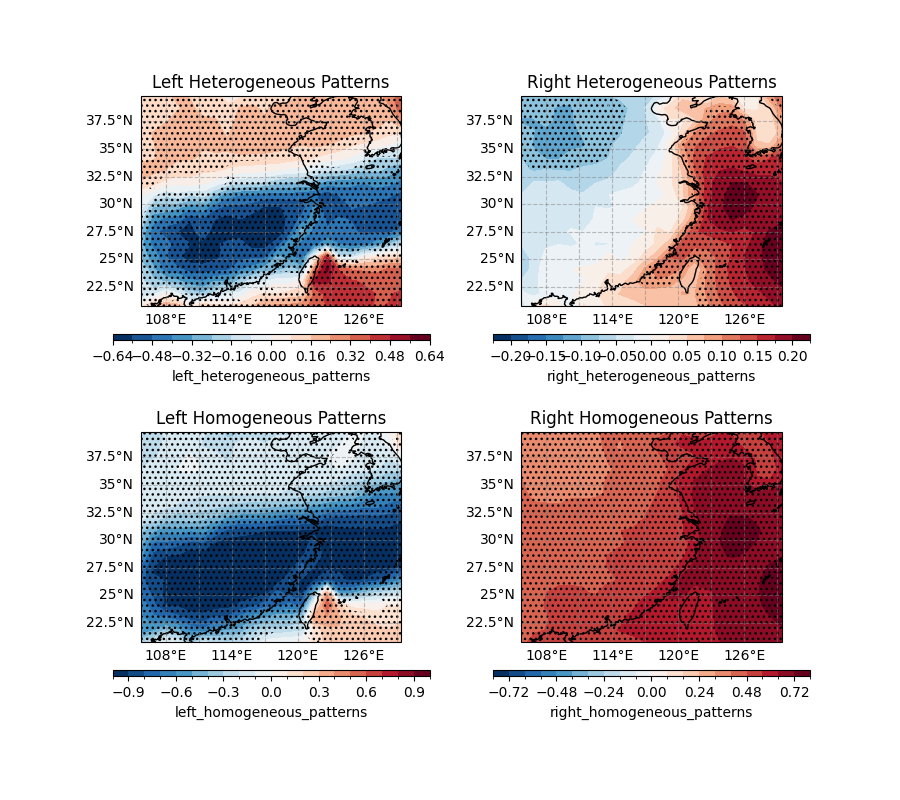 Left Heterogeneous Patterns
37.5°N
35°N
32.5°N
30°N
27.5°N
25°N
22.5°N
108°E 114°E 120°E 126°E
−0.64 −0.48 −0.32 −0.16 0.00 0.16 0.32 0.48 0.64
left_heterogeneous_patterns
Right Heterogeneous Patterns
37.5°N
35°N
32.5°N
30°N
27.5°N
25°N
22.5°N
108°E 114°E 120°E 126°E
−0.20 −0.15 −0.10 −0.05 0.00 0.05 0.10 0.15 0.20
right_heterogeneous_patterns
Left Homogeneous Patterns
37.5°N
35°N
32.5°N
30°N
27.5°N
25°N
22.5°N
108°E 114°E 120°E 126°E
−0.9 −0.6 −0.3 0.0 0.3 0.6 0.9
left_homogeneous_patterns
Right Homogeneous Patterns
37.5°N
35°N
32.5°N
30°N
27.5°N
25°N
22.5°N
108°E 114°E 120°E 126°E
−0.72 −0.48 −0.24 0.00 0.24 0.48 0.72
right_homogeneous_patterns